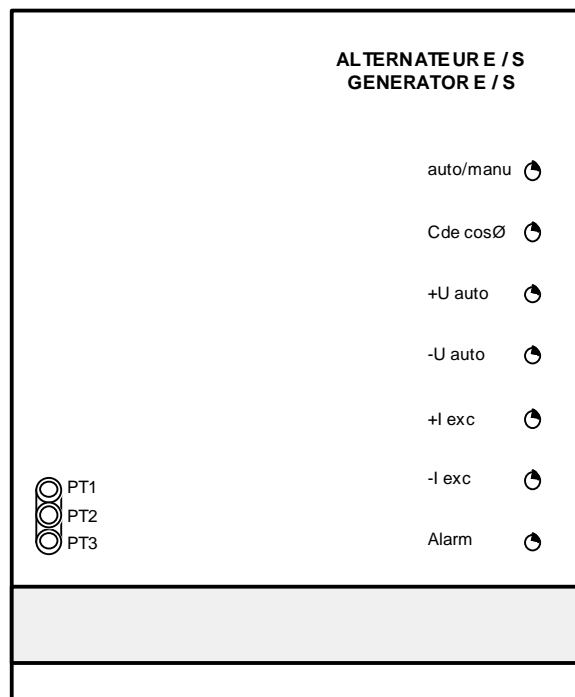 ALTERNATEUR E / S
GENERATOR E / S
auto/manu
Cde cosØ
+U auto
-U auto
+I exc
-I exc
Alarm
PT1
PT2
PT3